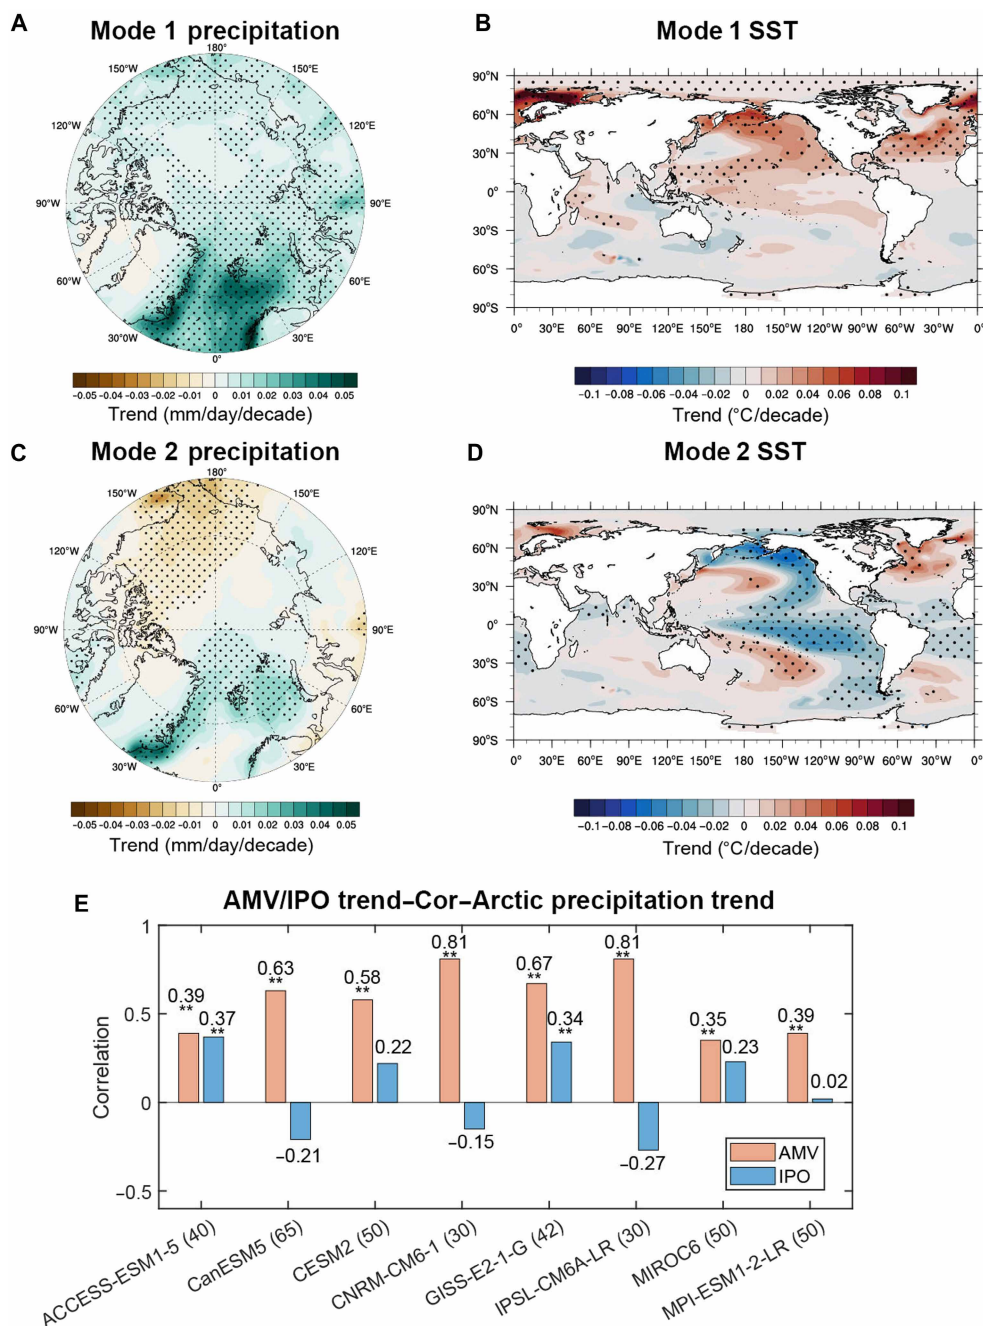 A
Mode 1 precipitation
180°
150°W
150°E
120°W
120°E
90°W
90°E
60°W
60°E
30°W
30°E
0°
−0.05 −0.04 −0.03 −0.02 −0.01 0 0.01 0.02 0.03 0.04 0.05
Trend (mm/day/decade)
B
Mode 1 SST
90°N
60°N
30°N
0°
30°S
60°S
90°S
0° 30°E 60°E 90°E 120°E 150°E 180° 150°W 120°W 90°W 60°W 30°W 0°
−0.1 −0.08 −0.06 −0.04 −0.02 0 0.02 0.04 0.06 0.08 0.1
Trend (°C/decade)
C
Mode 2 precipitation
180°
150°W
150°E
120°W
120°E
90°W
90°E
60°W
60°E
30°W
30°E
0°
−0.05 −0.04 −0.03 −0.02 −0.01 0 0.01 0.02 0.03 0.04 0.05
Trend (mm/day/decade)
D
Mode 2 SST
90°N
60°N
30°N
0°
30°S
60°S
90°S
0° 30°E 60°E 90°E 120°E 150°E 180° 150°W 120°W 90°W 60°W 30°W 0°
−0.1 −0.08 −0.06 −0.04 −0.02 0 0.02 0.04 0.06 0.08 0.1
Trend (°C/decade)
E
AMV/IPO trend–Cor–Arctic precipitation trend
Correlation
1
0.5
0
−0.5
0.39
**
0.37
**
0.63
**
−0.21
0.58
**
0.22
0.81
**
−0.15
0.67
**
0.34
**
0.81
**
−0.27
0.35
**
0.23
0.39
**
0.02
AMV
IPO
ACCESS-ESM1-5 (40)
CanESM5 (65)
CESM2 (50)
CNRM-CM6-1 (30)
GISS-E2-1-G (42)
IPSL-CM6A-LR (30)
MIROC6 (50)
MPI-ESM1-2-LR (50)